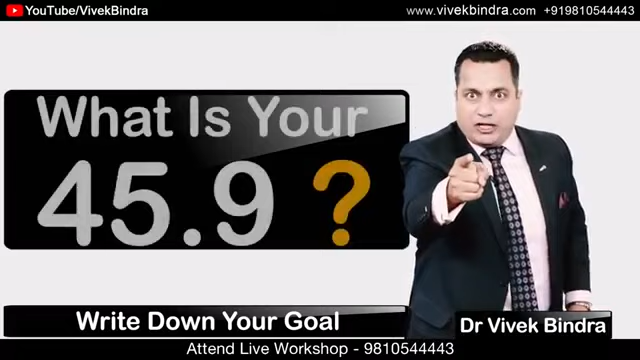 YouTube/VivekBindra
www.vivekbindra.com +919810544443
What Is Your
45.9 ?
Write Down Your Goal
Dr Vivek Bindra
Attend Live Workshop - 9810544443